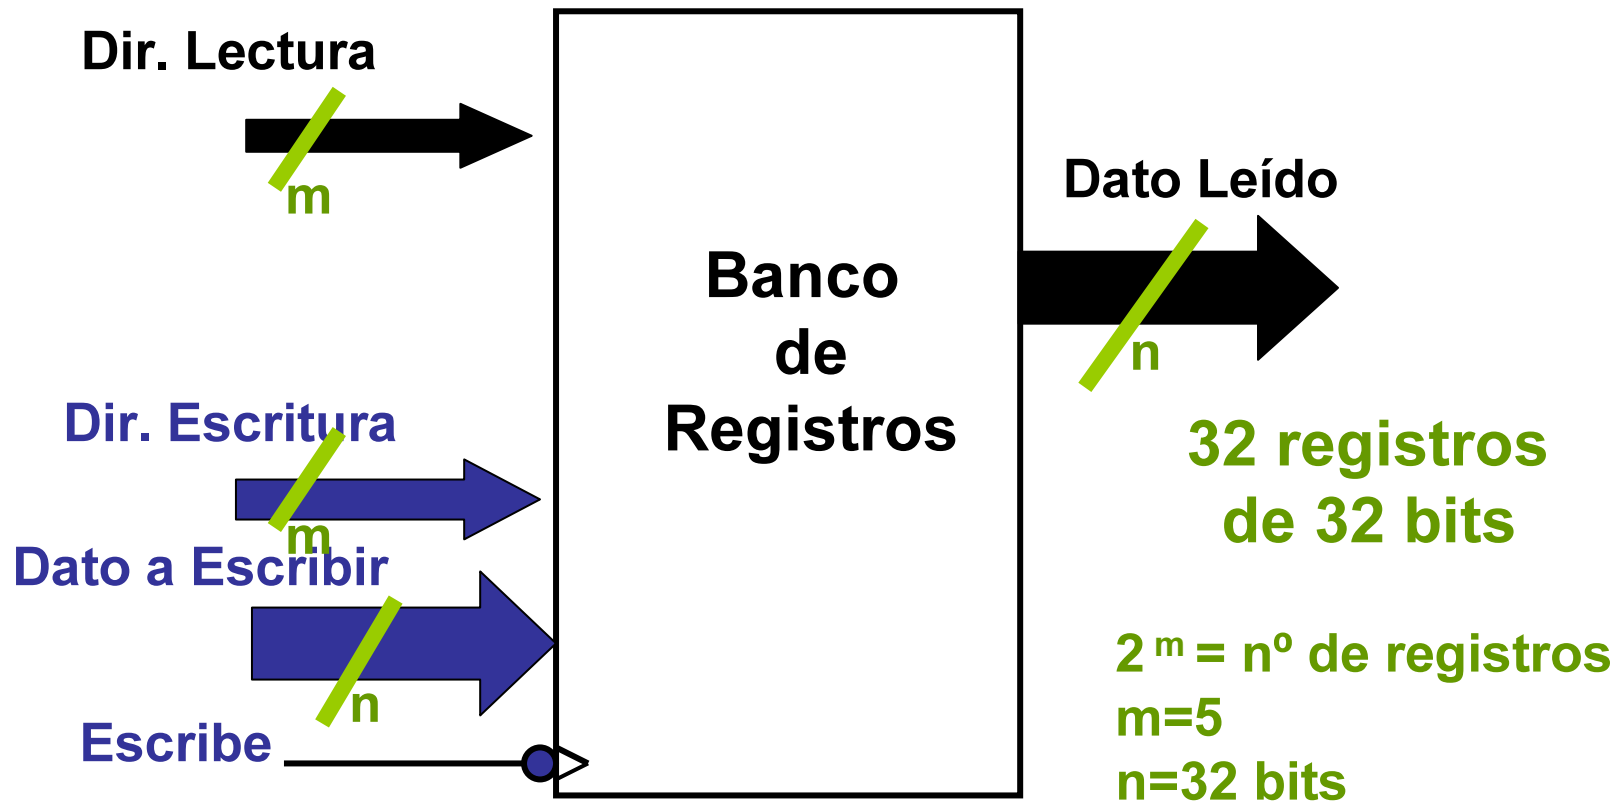 Dir. Lectura
m
Dato Leído
n
Banco
de
Registros
Dir. Escritura
m
Dato a Escribir
n
Escribe
32 registros
de 32 bits
2 ᵐ = nº de registros
m=5
n=32 bits